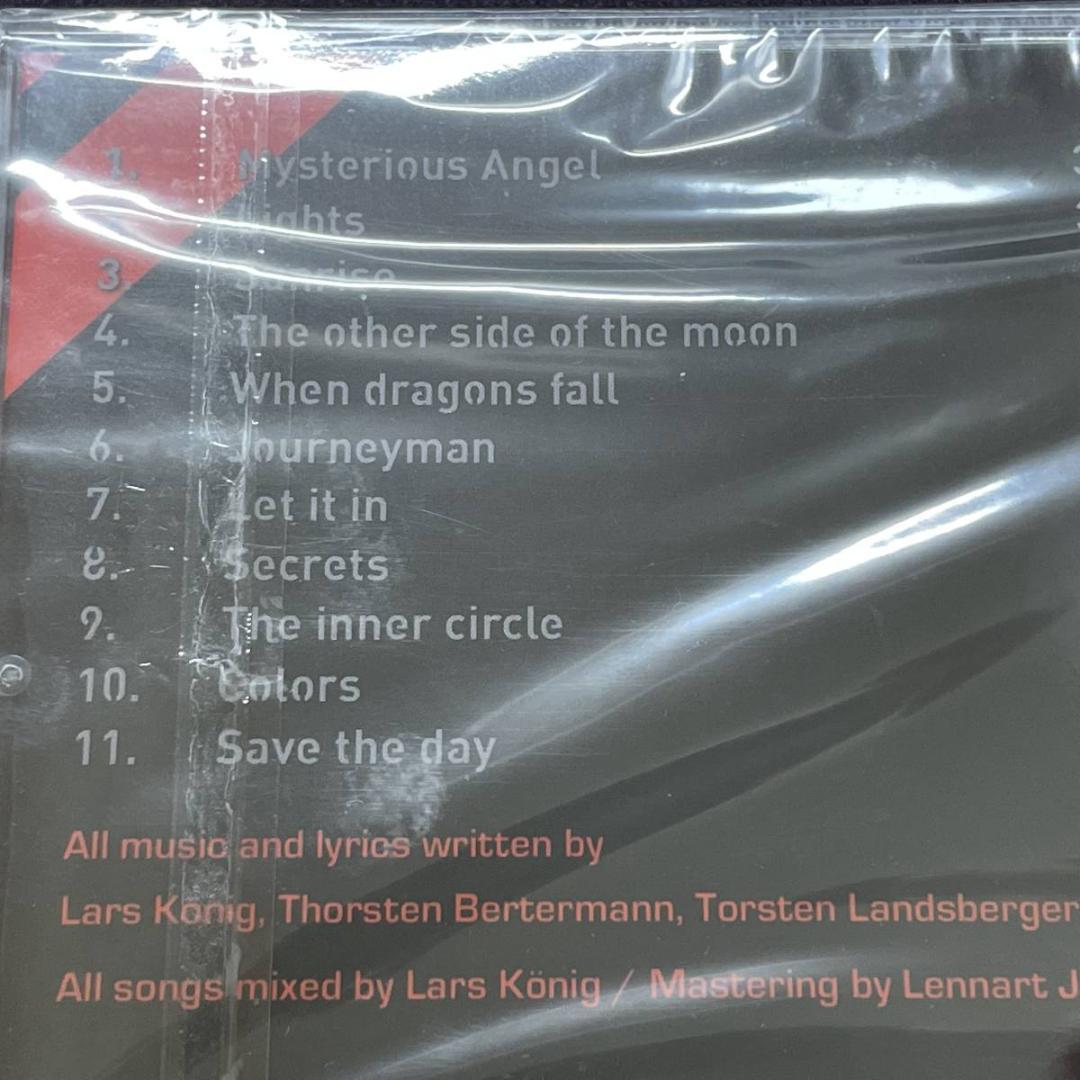 1. Mysterious Angel
Lights
3. Sunrise
4. The other side of the moon
5. When dragons fall
6. Journeyman
7. Let it in
8. Secrets
9. The inner circle
10. Colors
11. Save the day
All music and lyrics written by
Lars König, Thorsten Bertermann, Torsten Landsberger
All songs mixed by Lars König / Mastering by Lennart J